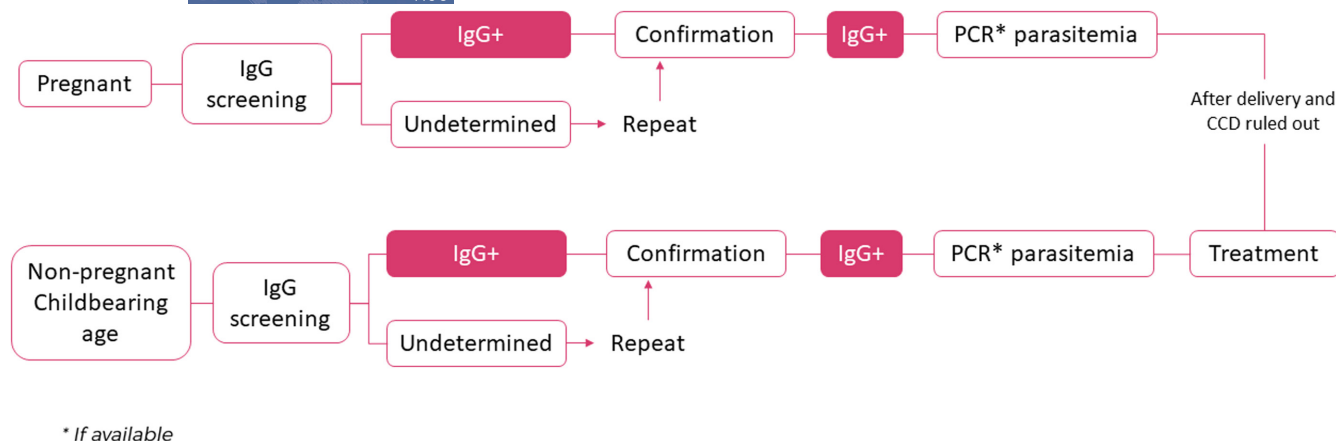 Pregnant
IgG
screening
IgG+
Undetermined
Repeat
Confirmation
IgG+
PCR* parasitemia
After delivery and
CCD ruled out
Non-pregnant
Childbearing
age
IgG
screening
IgG+
Undetermined
Repeat
Confirmation
IgG+
PCR* parasitemia
Treatment
* If available